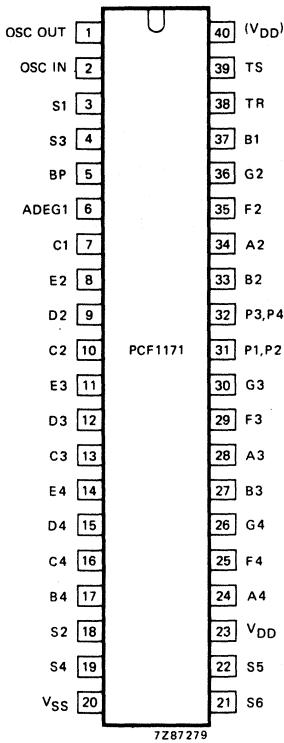 OSC OUT 1 40 (VDD)
OSC IN 2 39 TS
S1 3 38 TR
S3 4 37 B1
BP 5 36 G2
ADEG1 6 35 F2
C1 7 34 A2
E2 8 33 B2
D2 9 32 P3,P4
C2 10 PCF1171 31 P1,P2
E3 11 30 G3
D3 12 29 F3
C3 13 28 A3
E4 14 27 B3
D4 15 26 G4
C4 16 25 F4
B4 17 24 A4
S2 18 23 VDD
S4 19 22 S5
VSS 20 21 S6
7Z87279